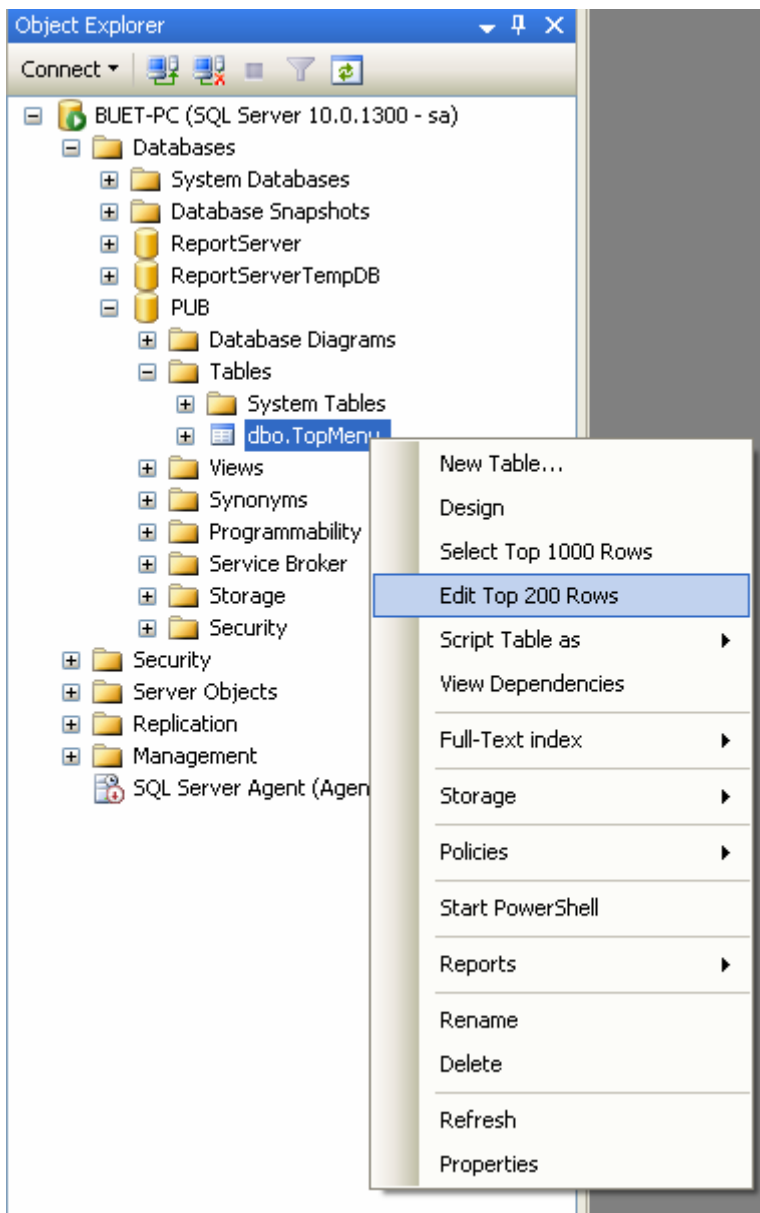 Object Explorer
Connect
BUET-PC (SQL Server 10.0.1300 - sa)
Databases
System Databases
Database Snapshots
ReportServer
ReportServerTempDB
PUB
Database Diagrams
Tables
System Tables
dbo.TopMenu
Views
Synonyms
Programmability
Service Broker
Storage
Security
Security
Server Objects
Replication
Management
SQL Server Agent (Agen
New Table...
Design
Select Top 1000 Rows
Edit Top 200 Rows
Script Table as
View Dependencies
Full-Text index
Storage
Policies
Start PowerShell
Reports
Rename
Delete
Refresh
Properties